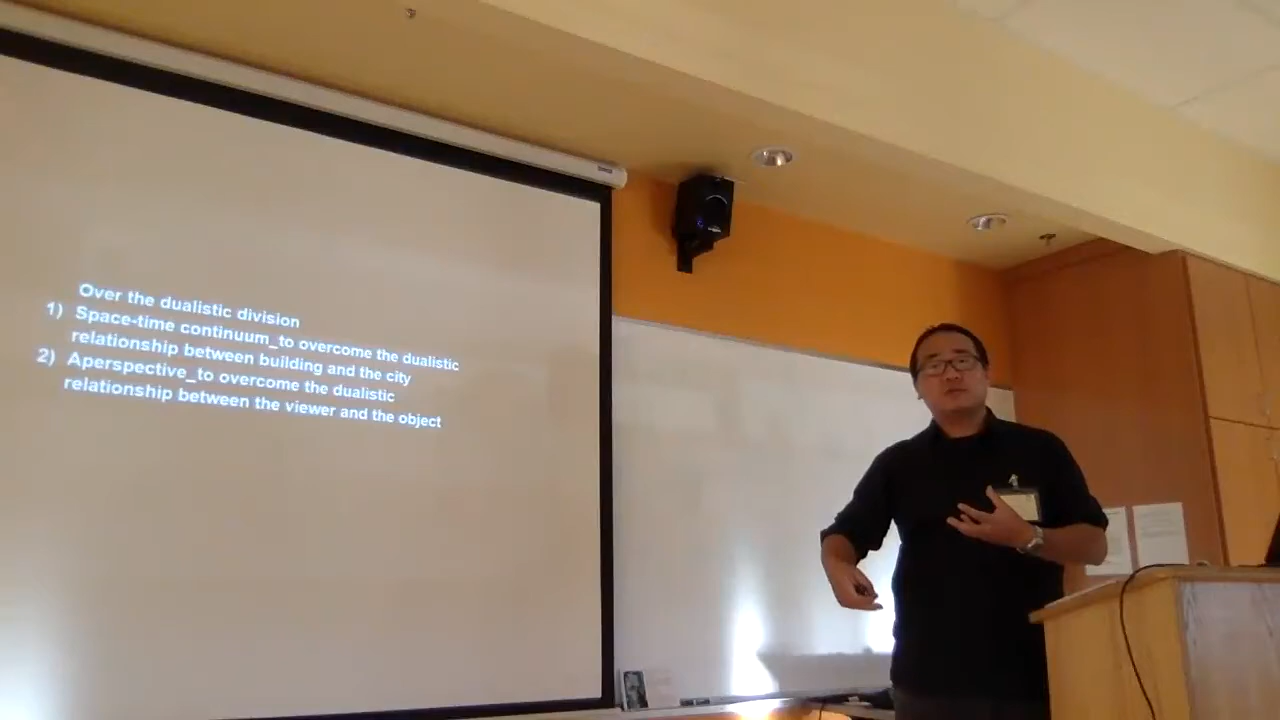 Over the dualistic division
1) Space-time continuum_to overcome the dualistic
relationship between building and the city
2) Aperspective_to overcome the dualistic
relationship between the viewer and the object